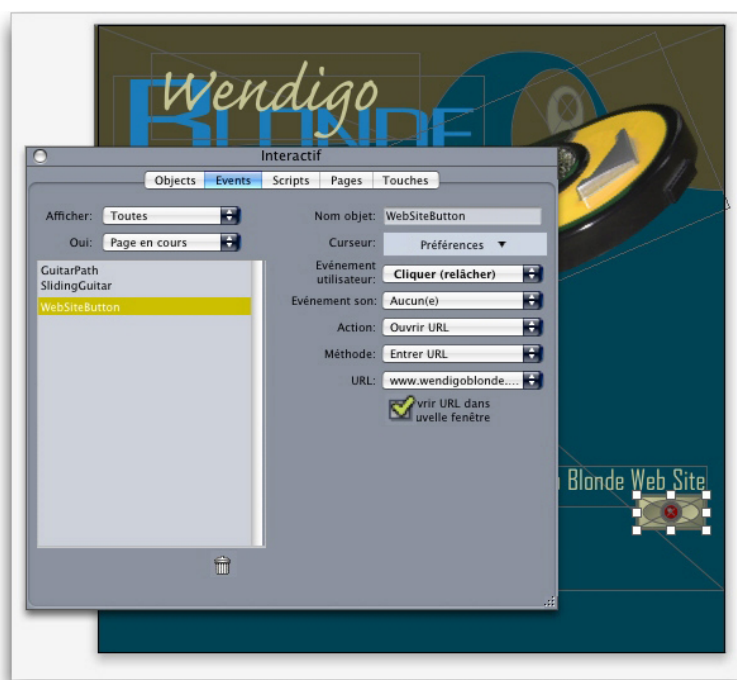 Wendigo
BLONDE
Interactif
Objects Events Scripts Pages Touches
Afficher: Toutes
Oui: Page en cours
GuitarPath
SlidingGuitar
WebSiteButton
Nom objet: WebSiteButton
Curseur: Préférences
Evénement
utilisateur: Cliquer (relâcher)
Evénement son: Aucun(e)
Action: Ouvrir URL
Méthode: Entrer URL
URL: www.wendigoblonde....
vrir URL dans
uvelle fenêtre
Blonde Web Site